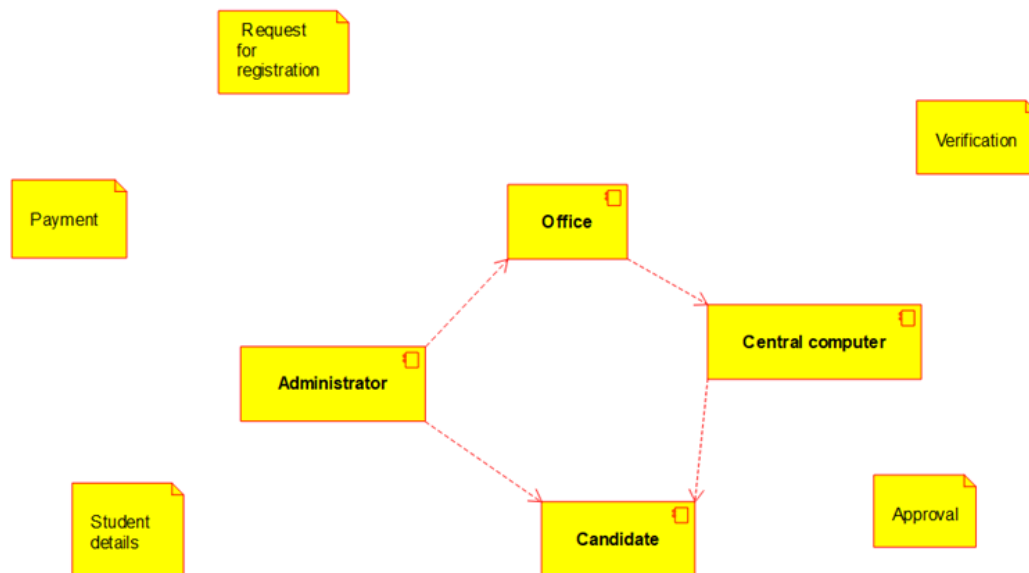 Request
for
registration
Verification
Payment
Office
Central computer
Administrator
Student
details
Candidate
Approval